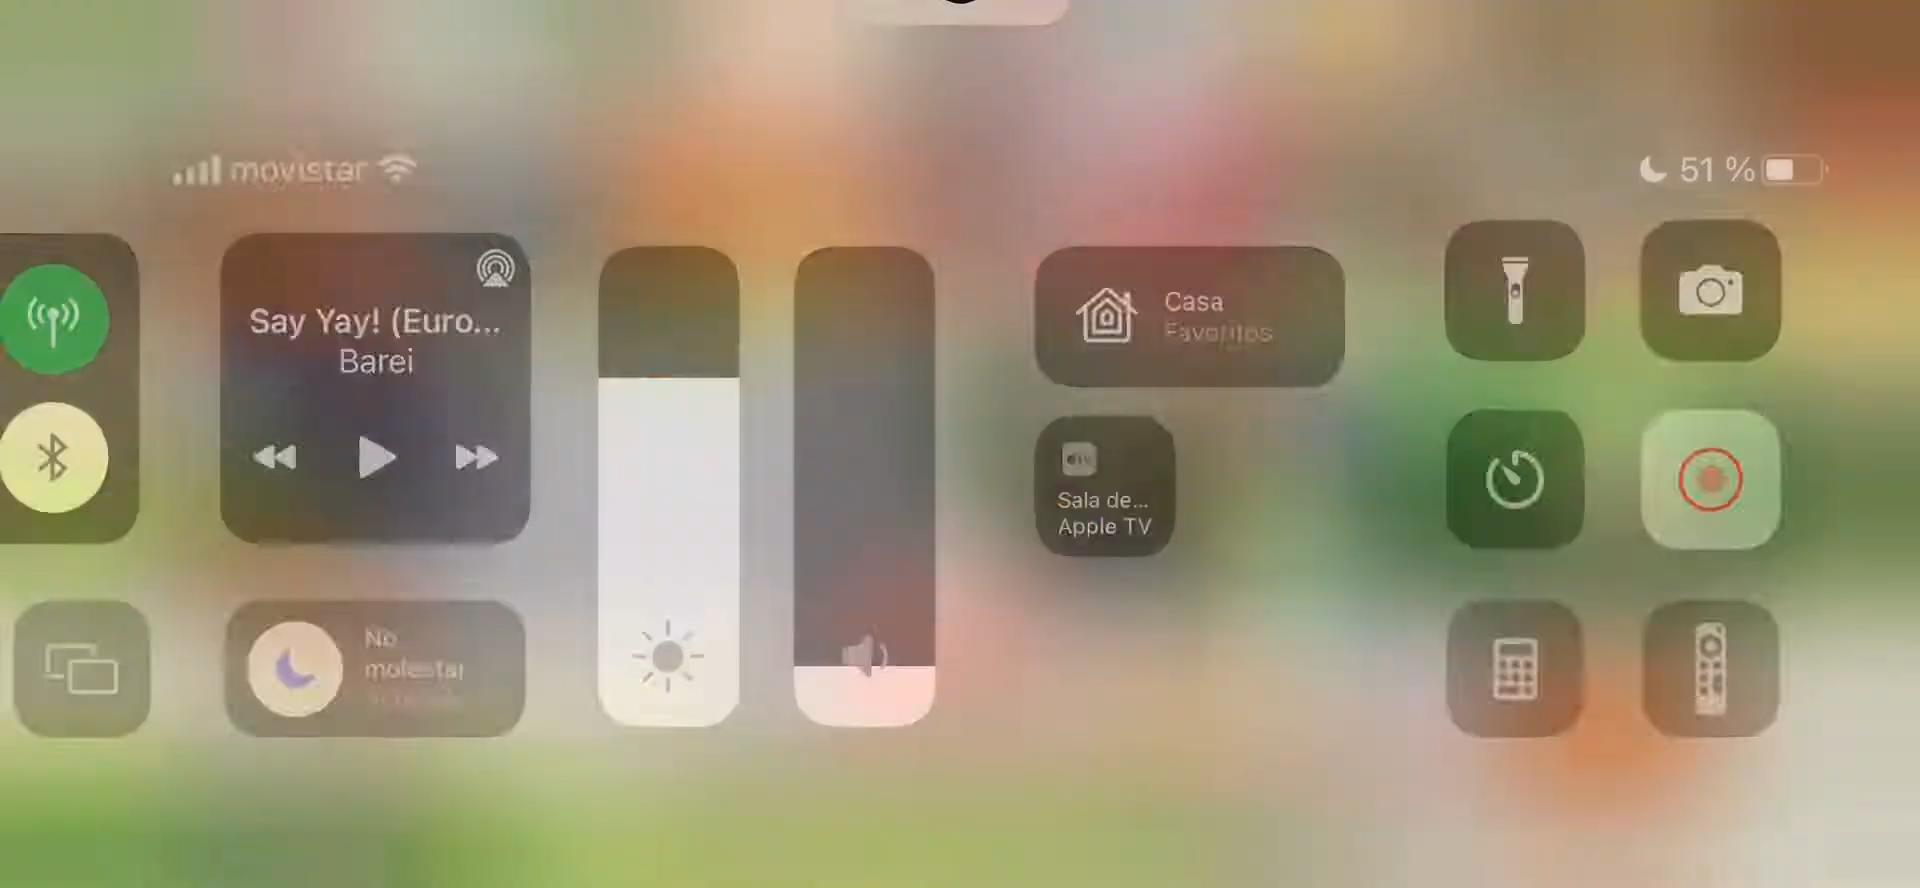 movistar
51 %
Say Yay! (Euro...
Barei
Casa
Favoritos
Sala de...
Apple TV
No
molestar